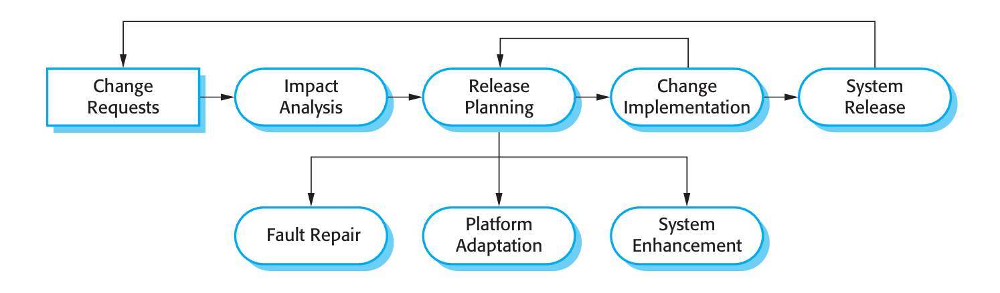 Change
Requests
Impact
Analysis
Release
Planning
Change
Implementation
System
Release
Fault Repair
Platform
Adaptation
System
Enhancement